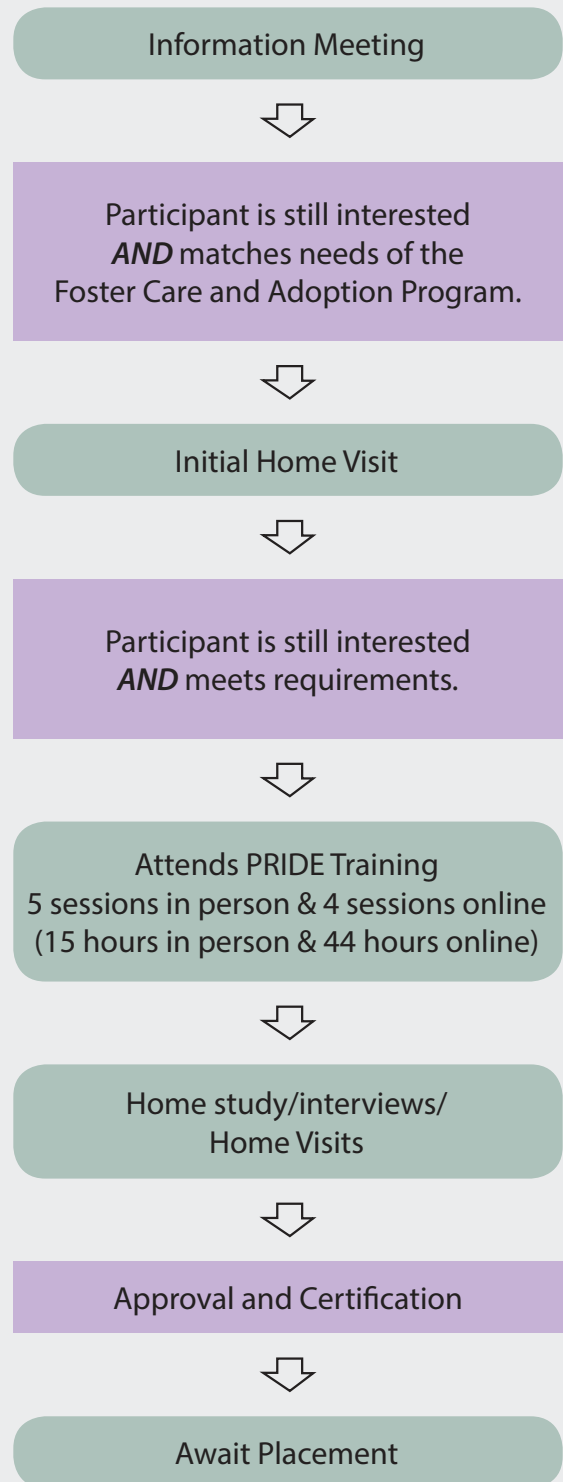 Information Meeting
Participant is still interested
AND matches needs of the
Foster Care and Adoption Program.
Initial Home Visit
Participant is still interested
AND meets requirements.
Attends PRIDE Training
5 sessions in person & 4 sessions online
(15 hours in person & 44 hours online)
Home study/interviews/
Home Visits
Approval and Certification
Await Placement